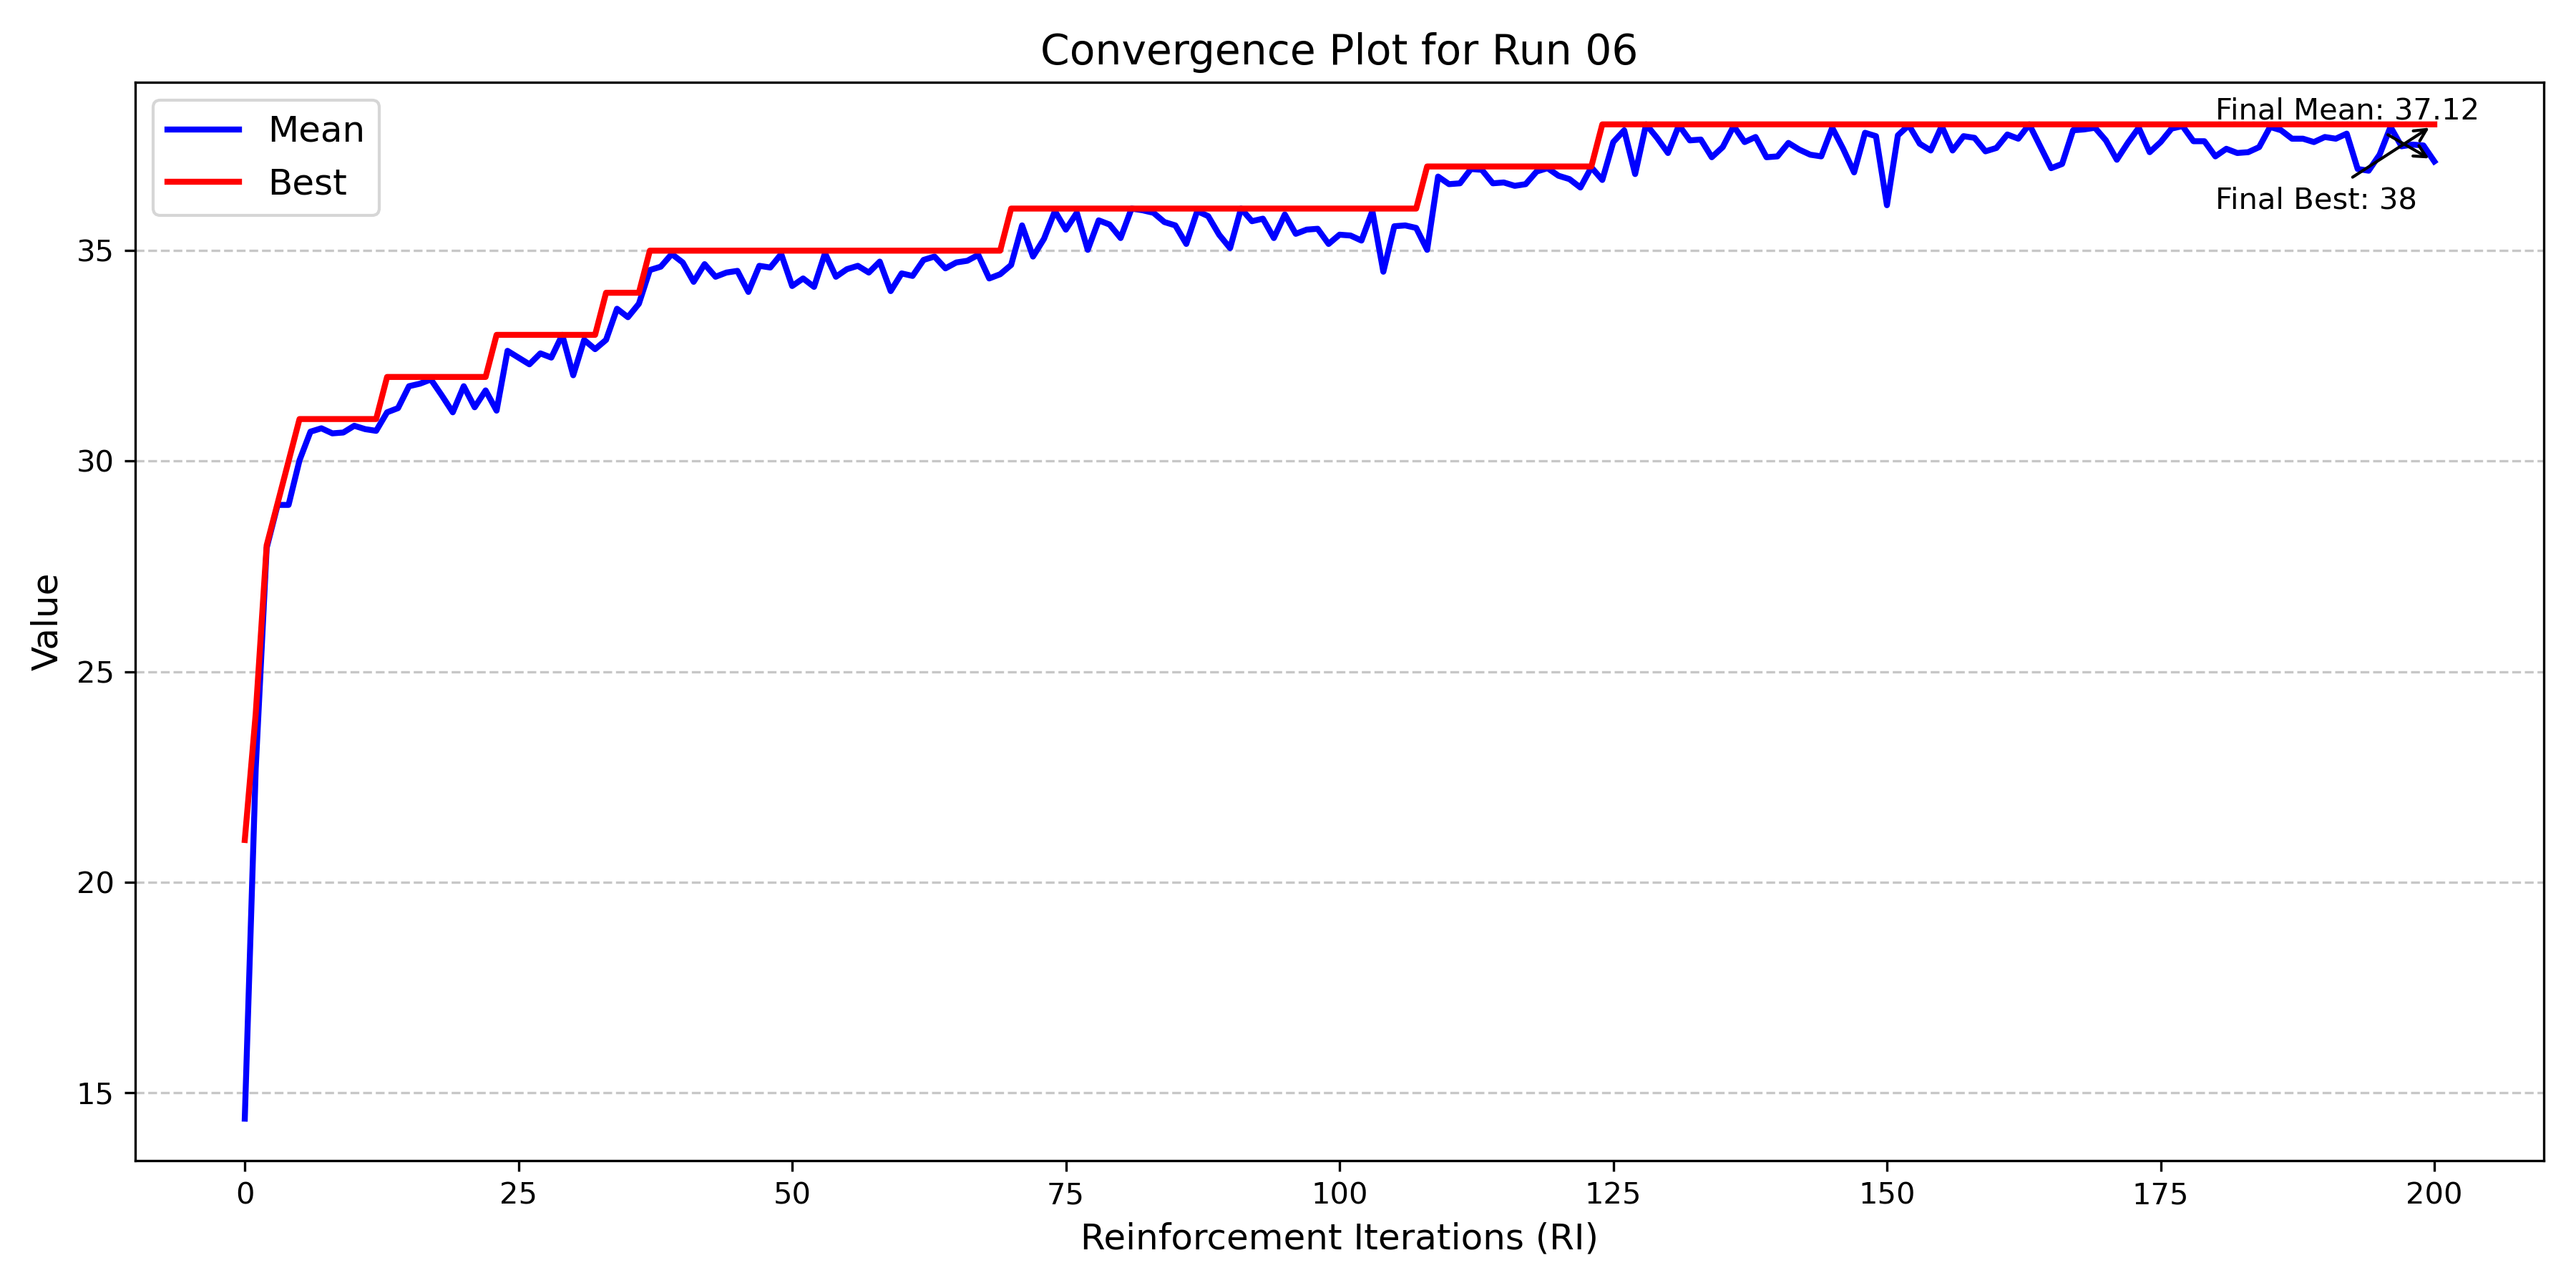 Convergence Plot for Run 06
Mean
Best
Final Mean: 37.12
Final Best: 38
Value
35
30
25
20
15
0 25 50 75 100 125 150 175 200
Reinforcement Iterations (RI)